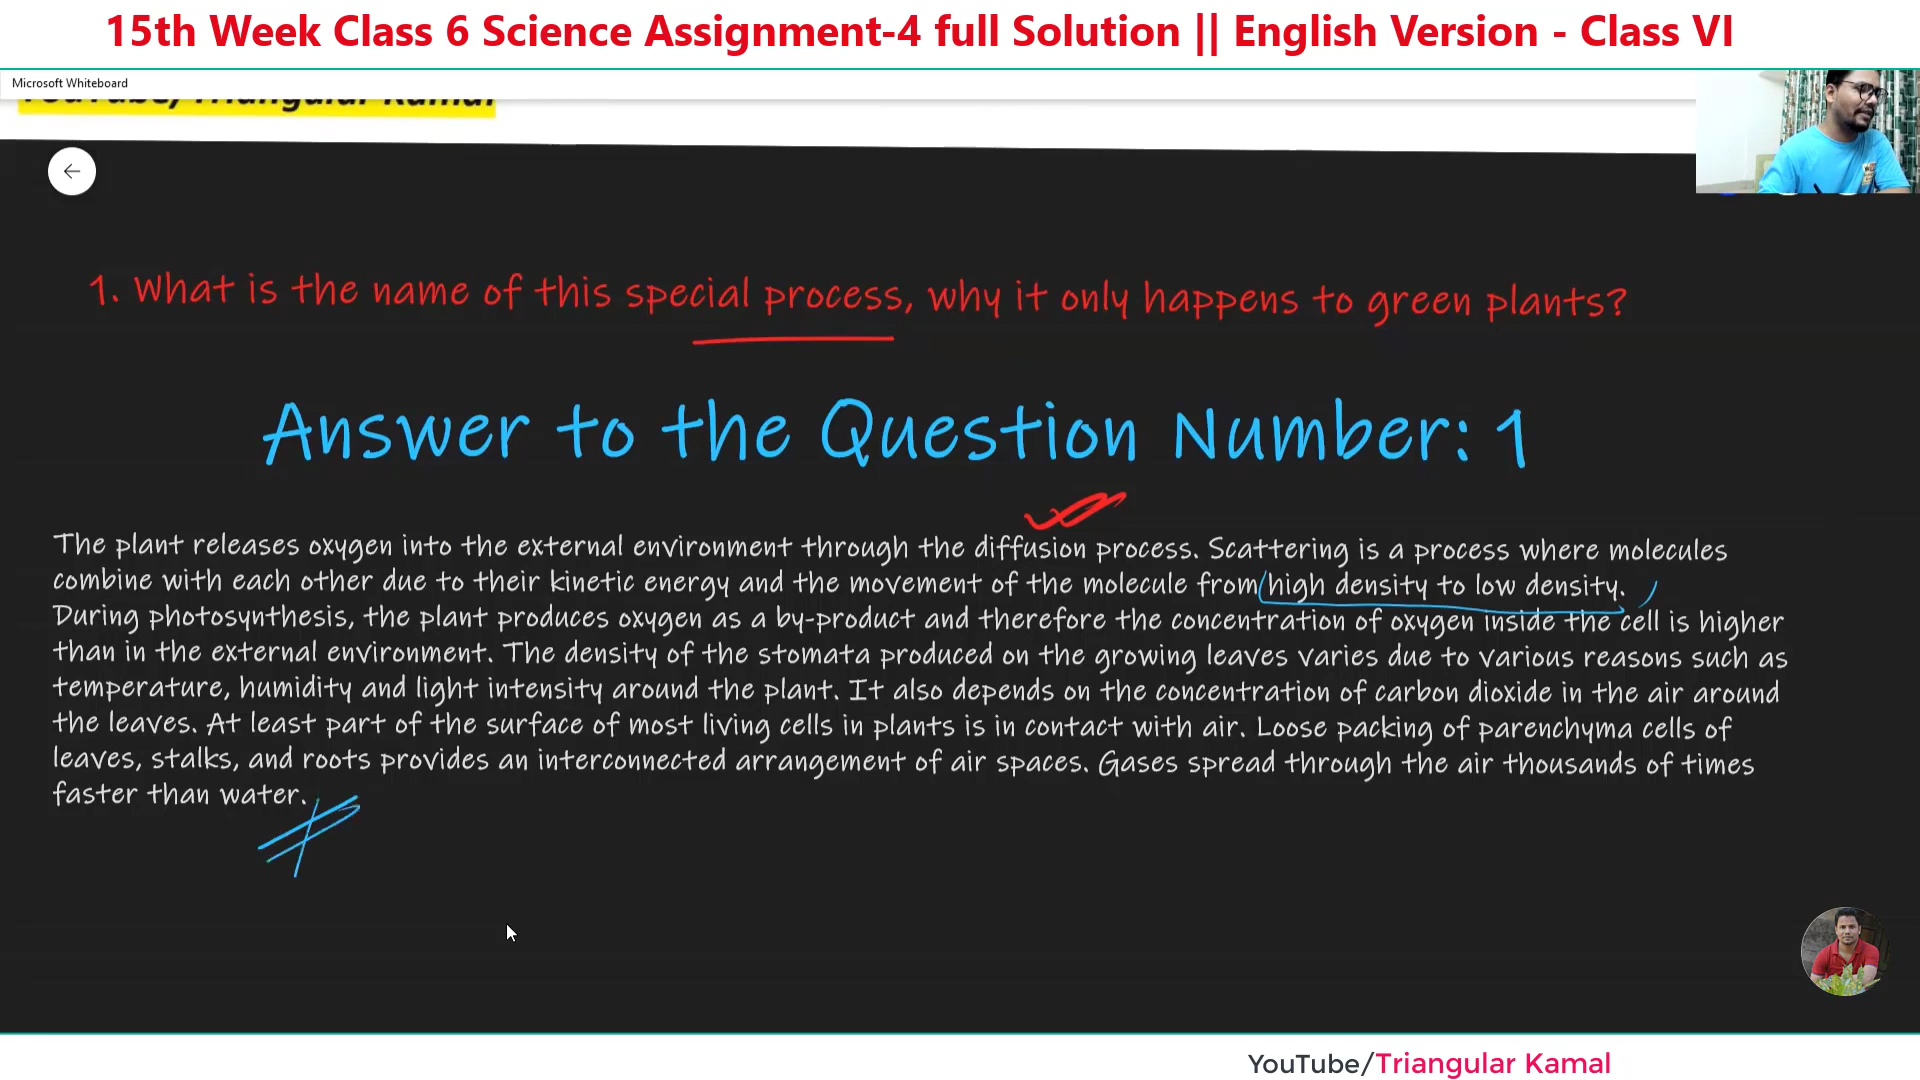 15th Week Class 6 Science Assignment-4 full Solution || English Version - Class VI
Microsoft Whiteboard
YouTube/Triangular Kamal
1. What is the name of this special process, why it only happens to green plants?
Answer to the Question Number: 1
The plant releases oxygen into the external environment through the diffusion process. Scattering is a process where molecules
combine with each other due to their kinetic energy and the movement of the molecule from high density to low density.
During photosynthesis, the plant produces oxygen as a by-product and therefore the concentration of oxygen inside the cell is higher
than in the external environment. The density of the stomata produced on the growing leaves varies due to various reasons such as
temperature, humidity and light intensity around the plant. It also depends on the concentration of carbon dioxide in the air around
the leaves. At least part of the surface of most living cells in plants is in contact with air. Loose packing of parenchyma cells of
leaves, stalks, and roots provides an interconnected arrangement of air spaces. Gases spread through the air thousands of times
faster than water.
YouTube/Triangular Kamal